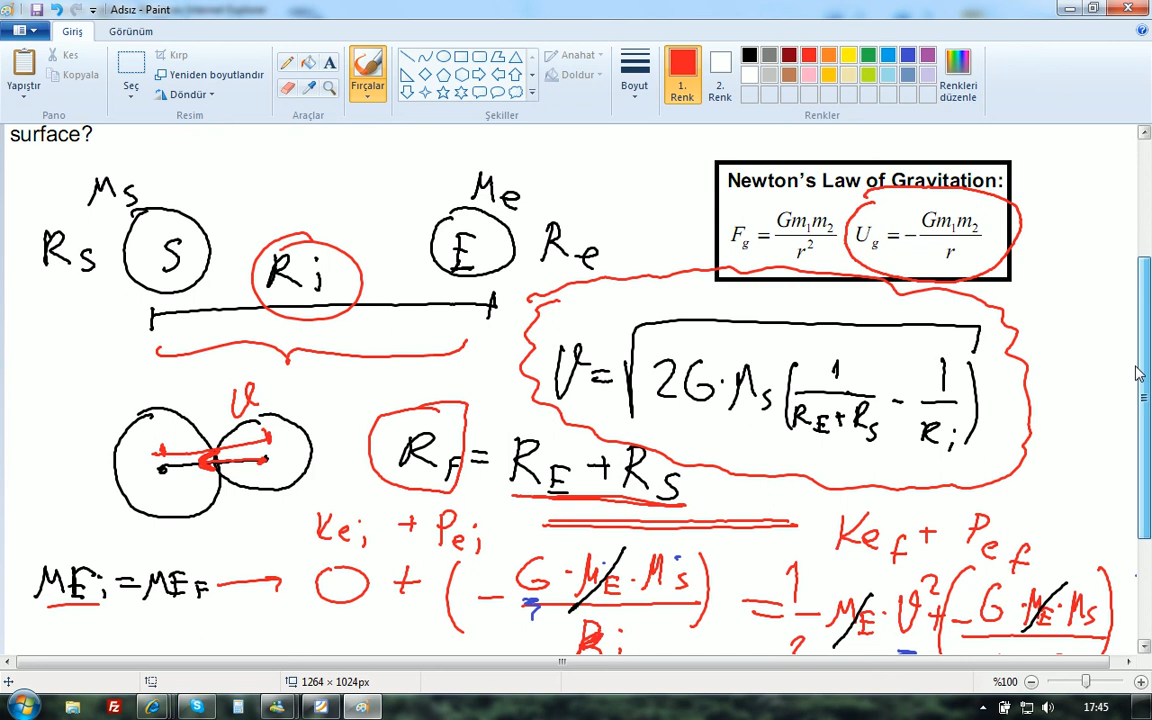 Adsız - Paint
Giriş Görünüm
Yapıştır
Kes
Kopyala
Pano
Seç
Kırp
Yeniden boyutlandır
Döndür
Resim
A
Araçlar
Fırçalar
Anahat
Doldur
Şekiller
Boyut
1. Renk
2. Renk
Renkleri düzenle
Renkler
surface?
Ms Me
Newton's Law of Gravitation:
Fg = Gm1m2 / r² Ug = - Gm1m2 / r
Rs S Ri E Re
V = √ 2G · Ms ( 1 / RE+RS - 1 / Ri )
V
RF = RE + RS
Kei + Pei Kef + Pef
MEi = MEF → 0 + ( - G · ME · Ms / Ri ) = 1/2 ME · V² + ( - G · ME · Ms
1264 × 1024px
%100
17:45